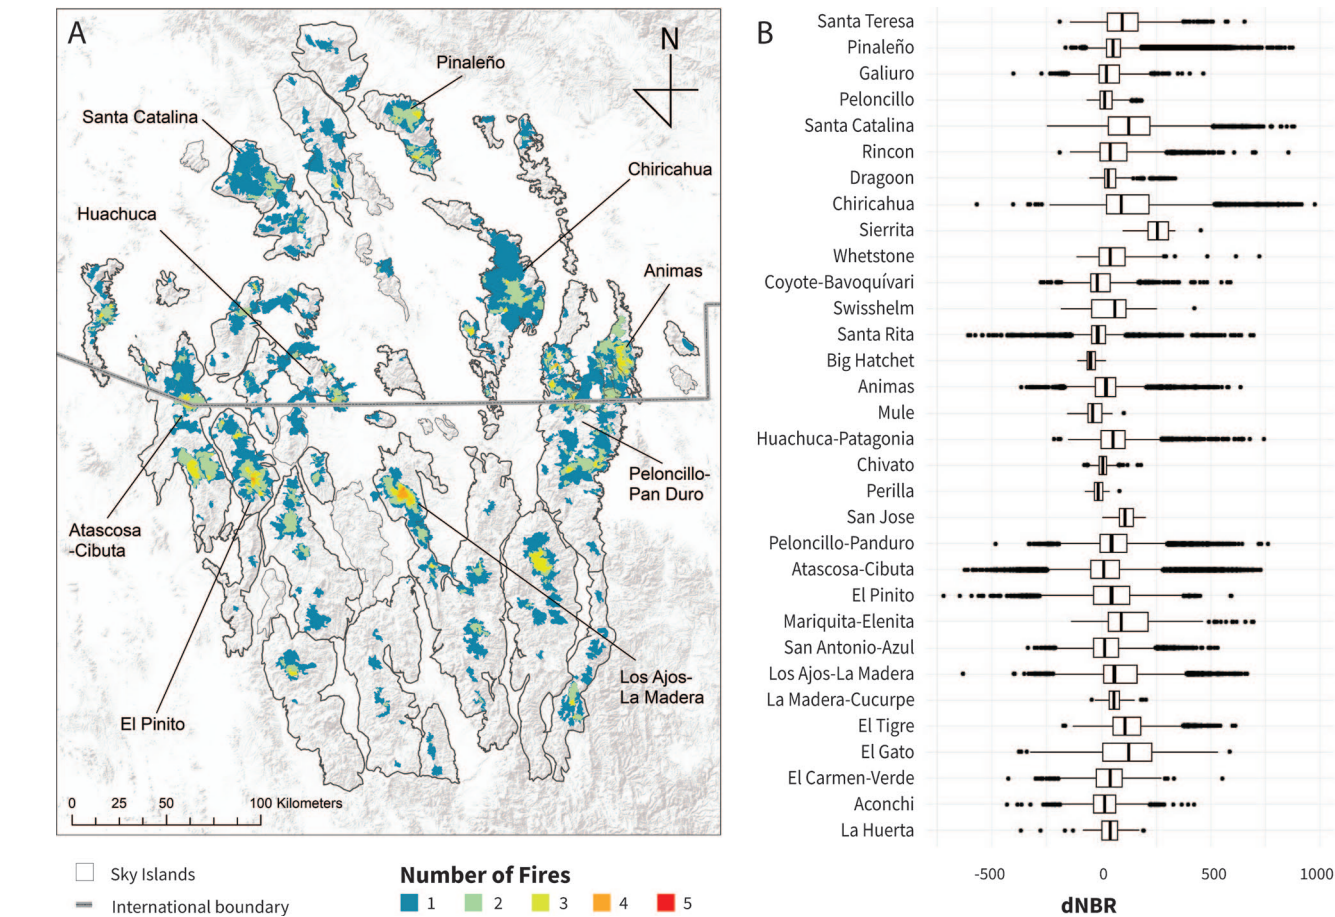 A
N
Pinaleño
Santa Catalina
Chiricahua
Huachuca
Animas
Peloncillo-
Pan Duro
Atascosa
-Cibuta
Los Ajos-
La Madera
El Pinito
0 25 50 100 Kilometers
Sky Islands
International boundary
Number of Fires
1 2 3 4 5
B
Santa Teresa
Pinaleño
Galiuro
Peloncillo
Santa Catalina
Rincon
Dragoon
Chiricahua
Sierrita
Whetstone
Coyote-Bavoquívari
Swisshelm
Santa Rita
Big Hatchet
Animas
Mule
Huachuca-Patagonia
Chivato
Perilla
San Jose
Peloncillo-Panduro
Atascosa-Cibuta
El Pinito
Mariquita-Elenita
San Antonio-Azul
Los Ajos-La Madera
La Madera-Cucurpe
El Tigre
El Gato
El Carmen-Verde
Aconchi
La Huerta
-500 0 500 1000
dNBR